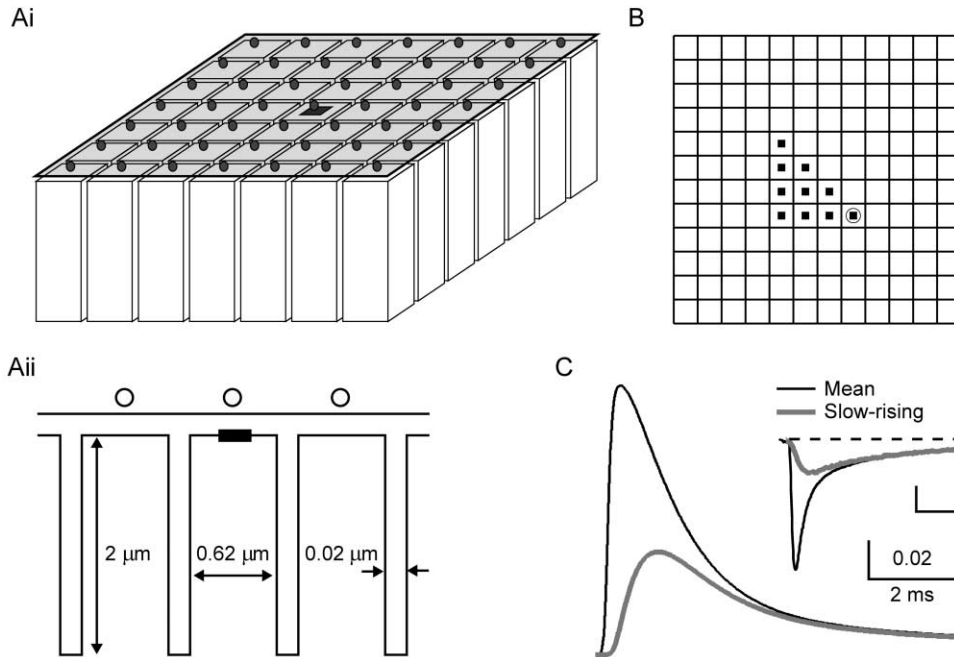 Ai
B
Aii
2 μm
0.62 μm
0.02 μm
C
Mean
Slow-rising
0.02
2 ms